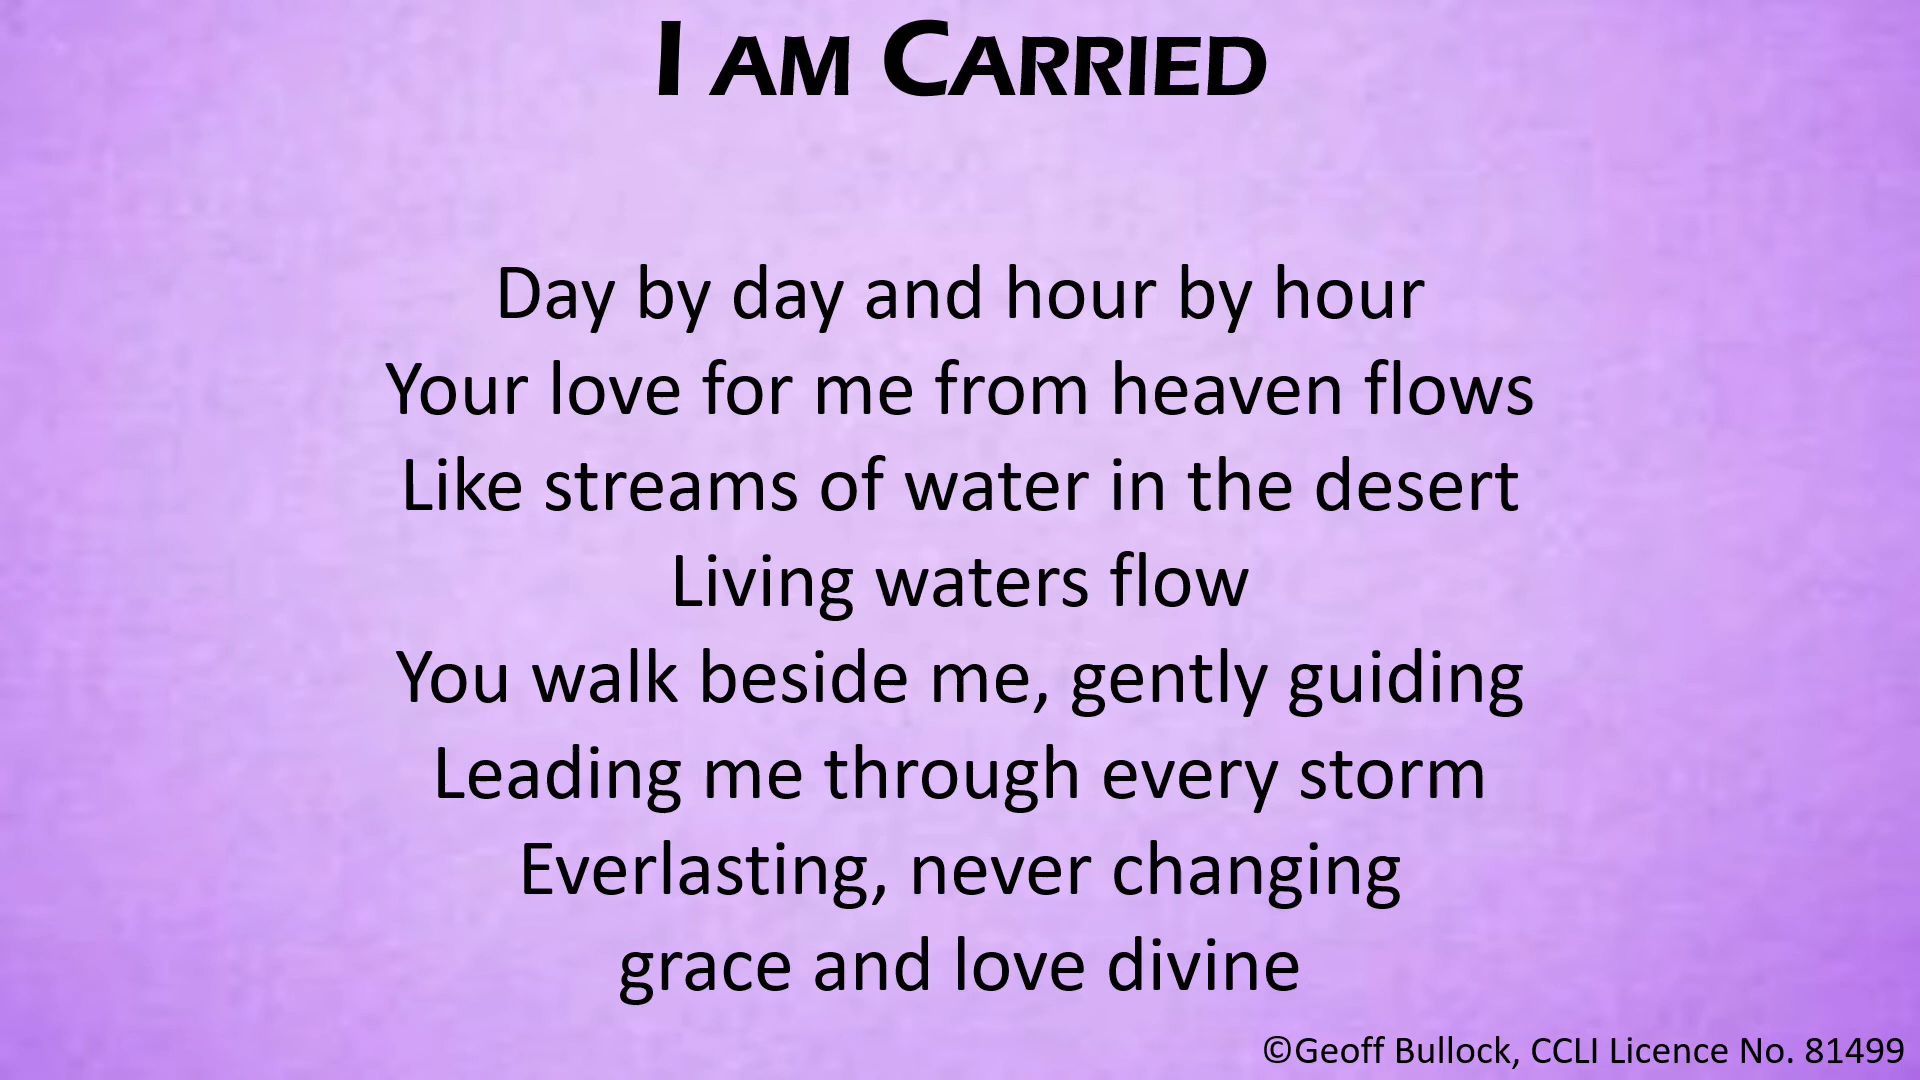 I AM CARRIED
Day by day and hour by hour
Your love for me from heaven flows
Like streams of water in the desert
Living waters flow
You walk beside me, gently guiding
Leading me through every storm
Everlasting, never changing
grace and love divine
©Geoff Bullock, CCLI Licence No. 81499